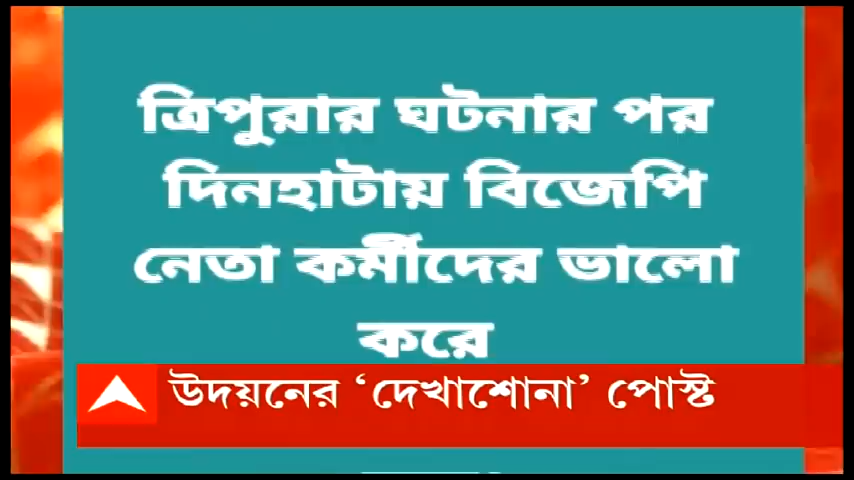 ত্রিপুরার ঘটনার পর
দিনহাটায় বিজেপি
নেতা কর্মীদের ভালো
করে
উদয়নের ‘দেখাশোনা’ পোস্ট